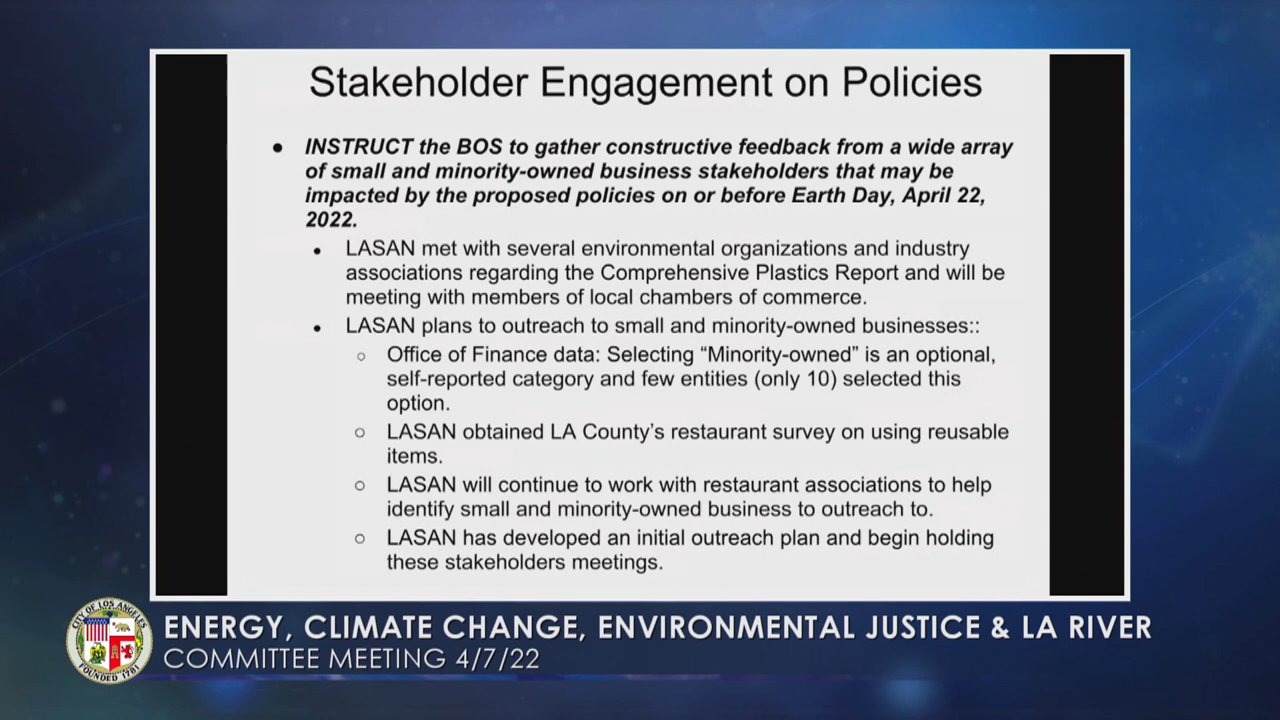 Stakeholder Engagement on Policies
● INSTRUCT the BOS to gather constructive feedback from a wide array
of small and minority-owned business stakeholders that may be
impacted by the proposed policies on or before Earth Day, April 22,
2022.
● LASAN met with several environmental organizations and industry
associations regarding the Comprehensive Plastics Report and will be
meeting with members of local chambers of commerce.
● LASAN plans to outreach to small and minority-owned businesses::
○ Office of Finance data: Selecting “Minority-owned” is an optional,
self-reported category and few entities (only 10) selected this
option.
○ LASAN obtained LA County’s restaurant survey on using reusable
items.
○ LASAN will continue to work with restaurant associations to help
identify small and minority-owned business to outreach to.
○ LASAN has developed an initial outreach plan and begin holding
these stakeholders meetings.
CITY OF LOS ANGELES
FOUNDED 1781
ENERGY, CLIMATE CHANGE, ENVIRONMENTAL JUSTICE & LA RIVER
COMMITTEE MEETING 4/7/22